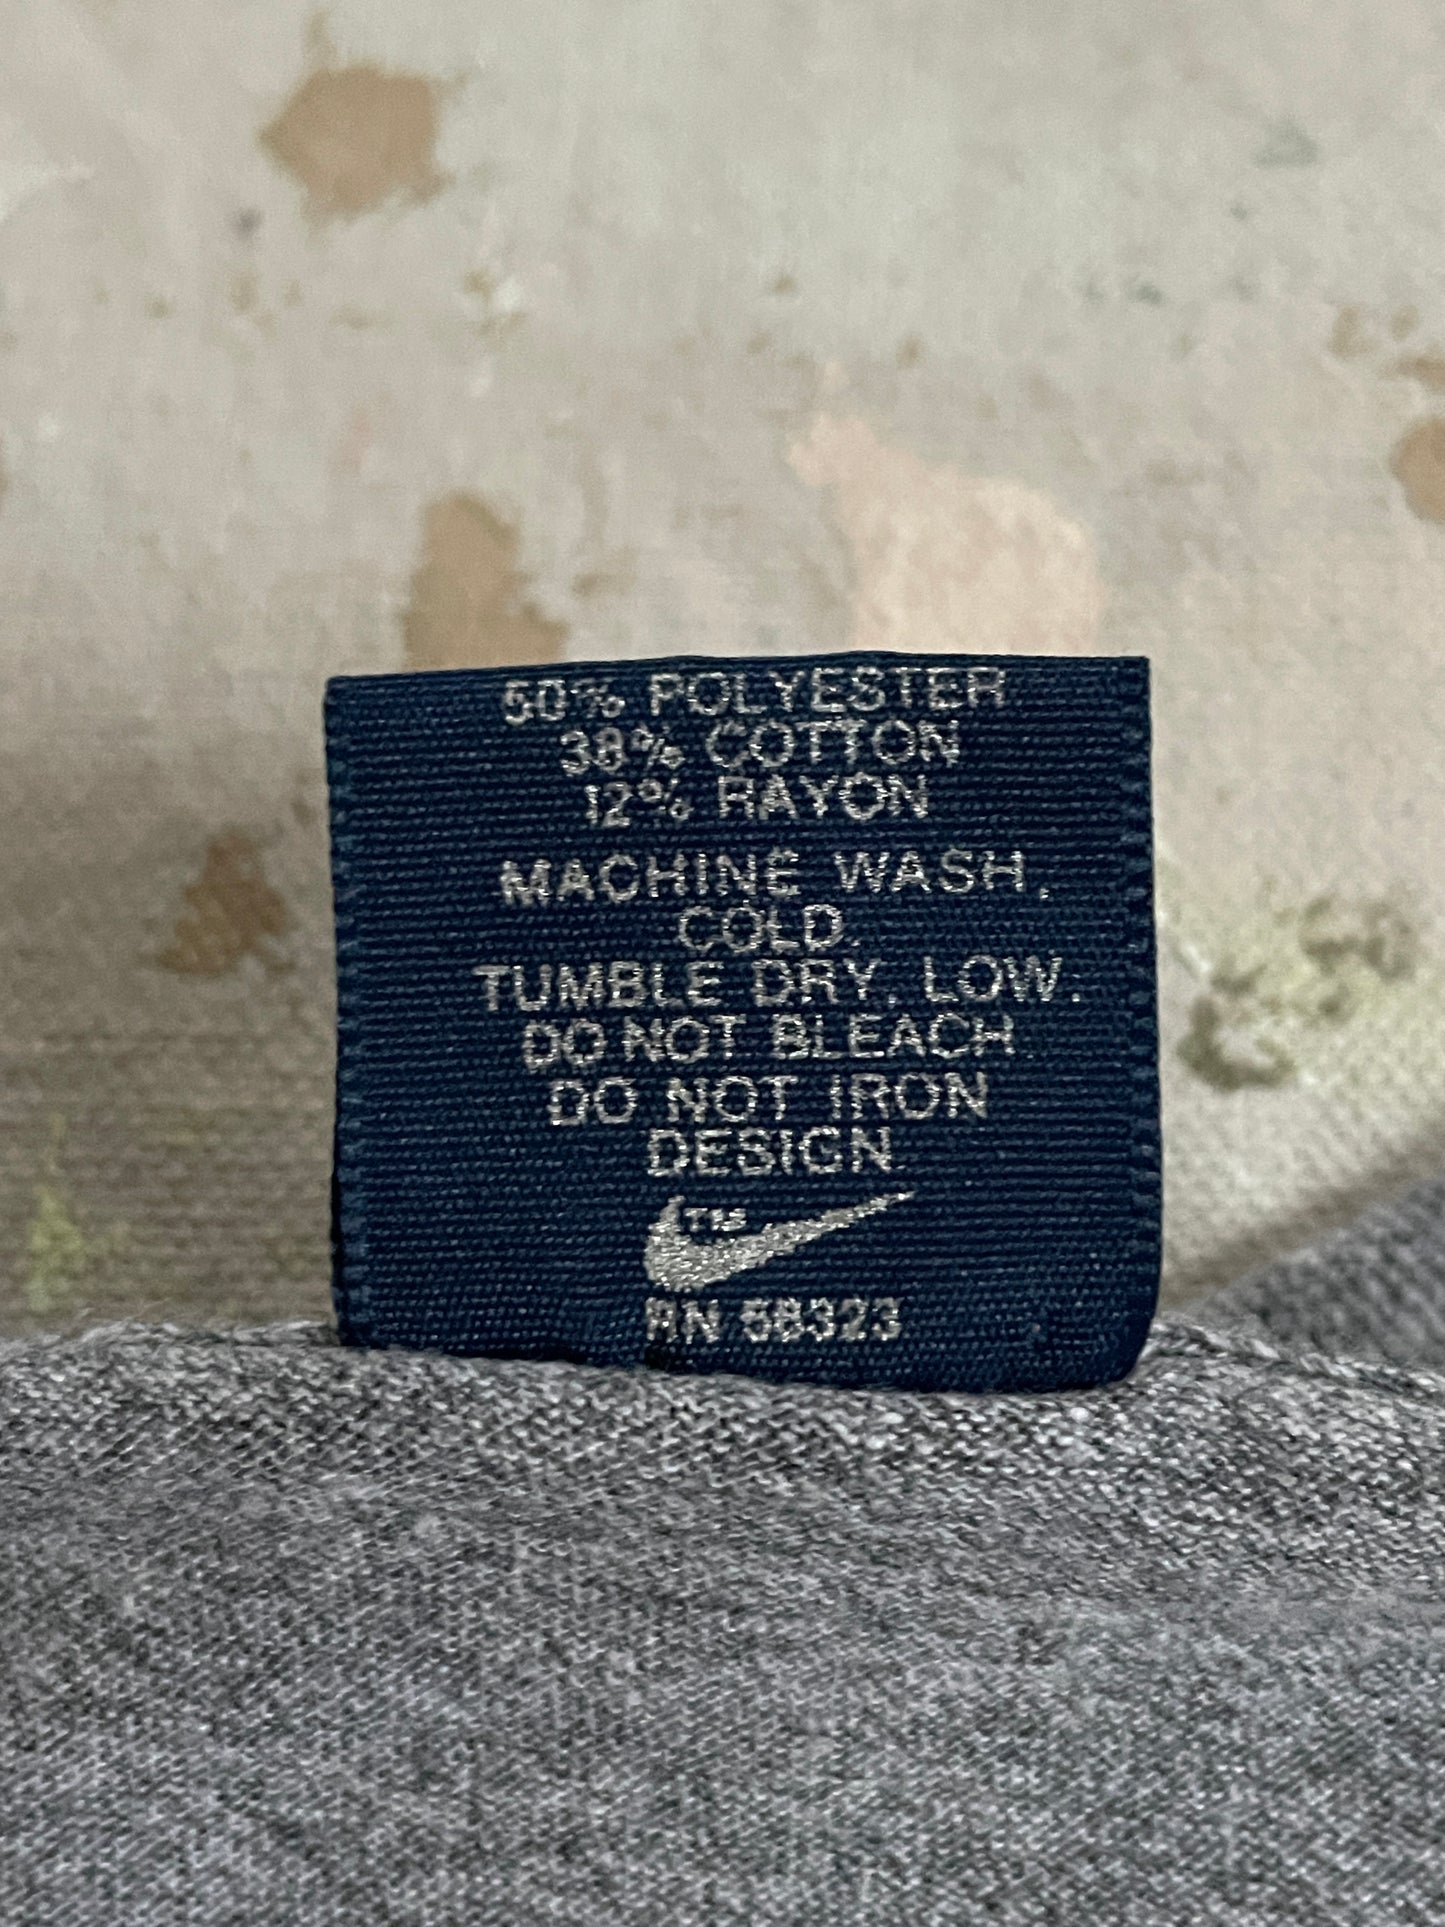 50% POLYESTER
38% COTTON
12% RAYON
MACHINE WASH,
COLD.
TUMBLE DRY, LOW.
DO NOT BLEACH
DO NOT IRON
DESIGN.
TM
RN 58323